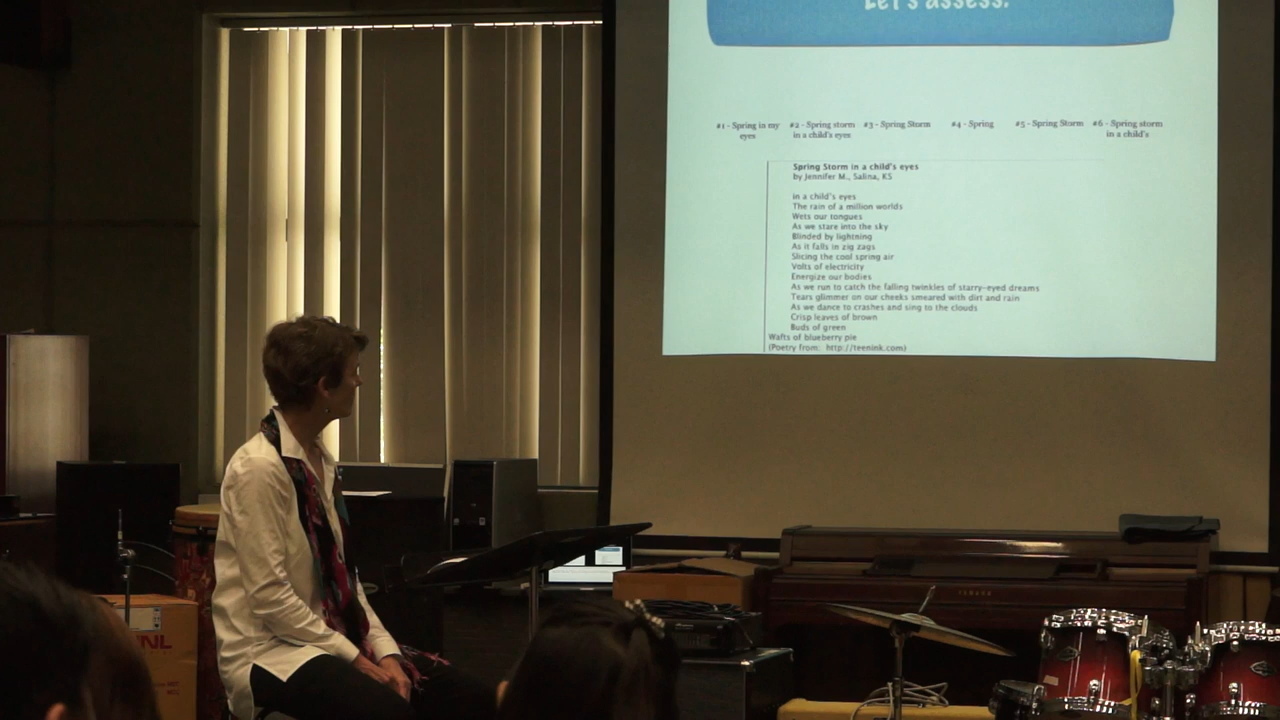 Let's assess.
#1 - Spring in my eyes
#2 - Spring storm in a child's eyes
#3 - Spring Storm
#4 - Spring
#5 - Spring Storm
#6 - Spring storm in a child's
Spring Storm in a child's eyes
by Jennifer M., Salina, KS
in a child's eyes
The rain of a million worlds
Wets our tongues
As we stare into the sky
Blinded by lightning
As it falls in zig zags
Slicing the cool spring air
Volts of electricity
Energize our bodies
As we run to catch the falling twinkles of starry-eyed dreams
Tears glimmer on our cheeks smeared with dirt and rain
As we dance to crashes and sing to the clouds
Crisp leaves of brown
Buds of green
Wafts of blueberry pie
(Poetry from: http://teenink.com)
YAMAHA